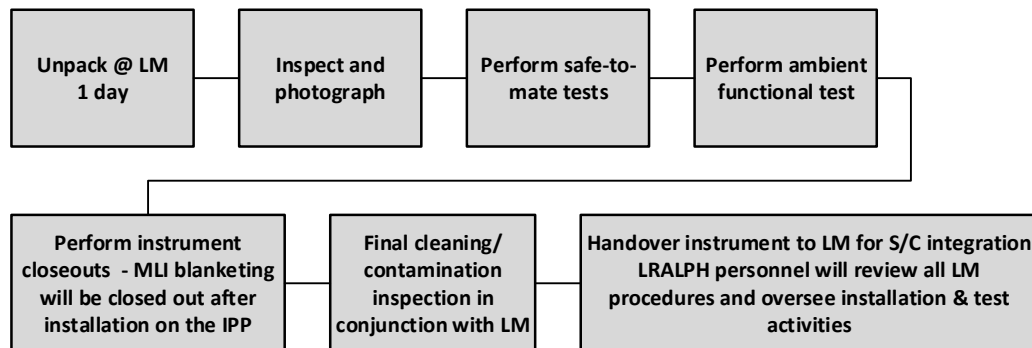 Unpack @ LM
1 day
Inspect and
photograph
Perform safe-to-
mate tests
Perform ambient
functional test
Perform instrument
closeouts - MLI blanketing
will be closed out after
installation on the IPP
Final cleaning/
contamination
inspection in
conjunction with LM
Handover instrument to LM for S/C integration
LRALPH personnel will review all LM
procedures and oversee installation & test
activities